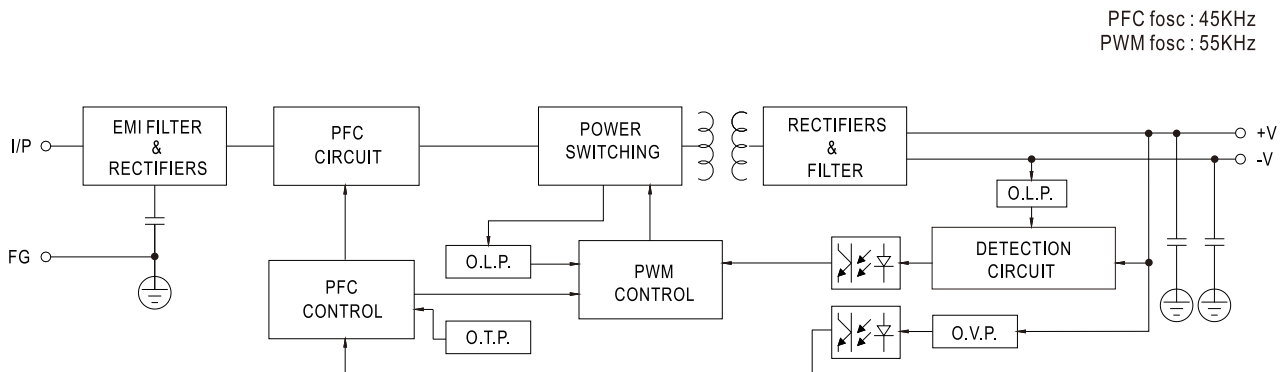 PFC fosc : 45KHz
PWM fosc : 55KHz
I/P
EMI FILTER
&
RECTIFIERS
PFC
CIRCUIT
POWER
SWITCHING
RECTIFIERS
&
FILTER
+V
-V
O.L.P.
FG
O.L.P.
PWM
CONTROL
DETECTION
CIRCUIT
PFC
CONTROL
O.T.P.
O.V.P.